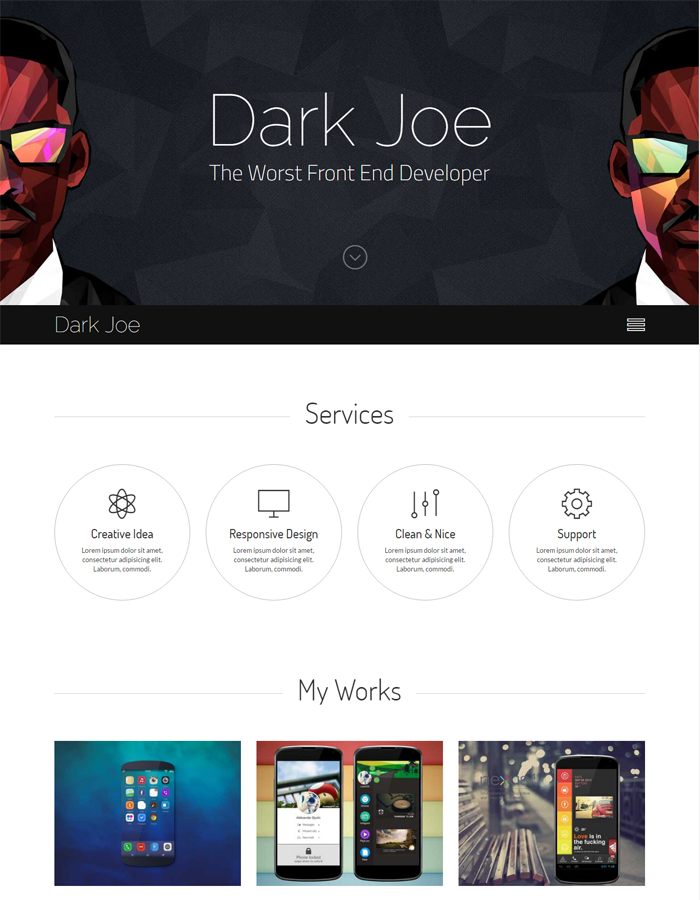 Dark Joe
The Worst Front End Developer
Dark Joe
Services
Creative Idea
Lorem ipsum dolor sit amet,
consectetur adipisicing elit.
Laborum, commodi.
Responsive Design
Lorem ipsum dolor sit amet,
consectetur adipisicing elit.
Laborum, commodi.
Clean & Nice
Lorem ipsum dolor sit amet,
consectetur adipisicing elit.
Laborum, commodi.
Support
Lorem ipsum dolor sit amet,
consectetur adipisicing elit.
Laborum, commodi.
My Works
Phone locked
Love is in
the fucking
air.